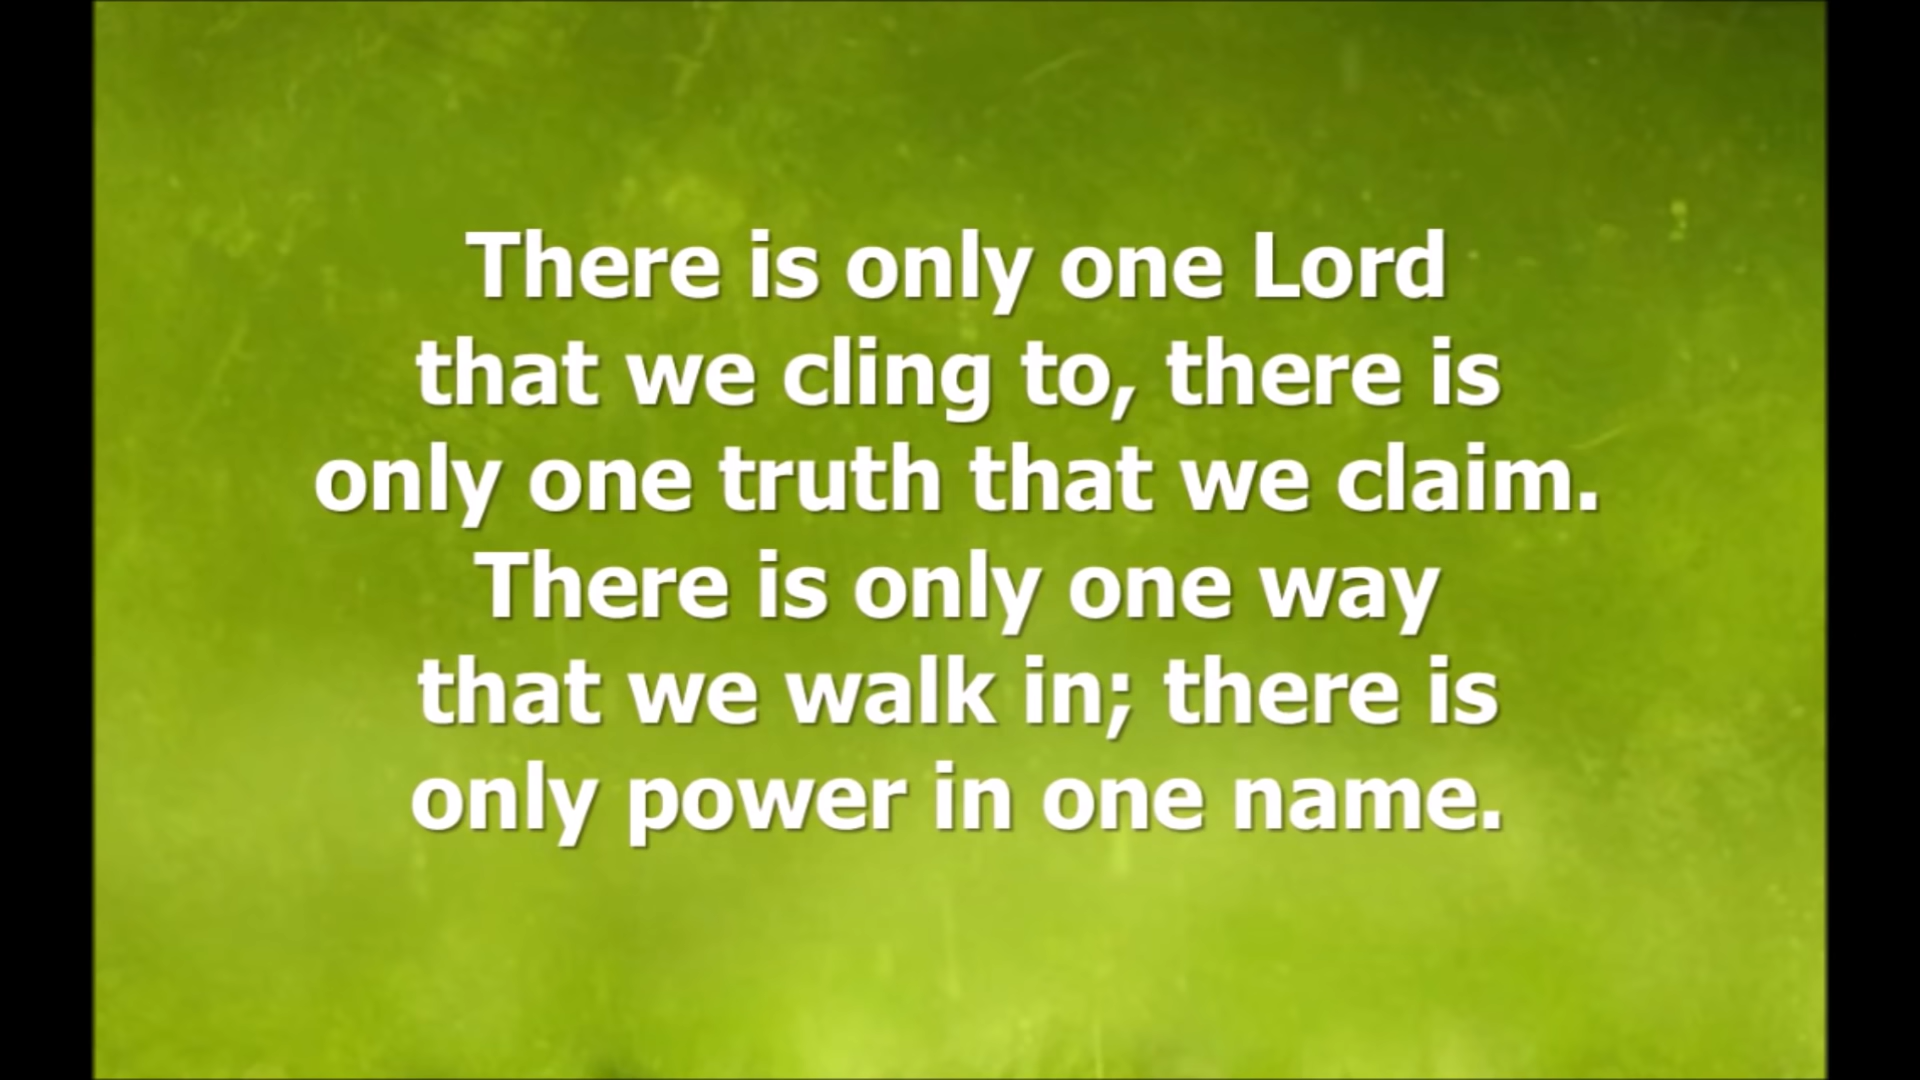 There is only one Lord
that we cling to, there is
only one truth that we claim.
There is only one way
that we walk in; there is
only power in one name.